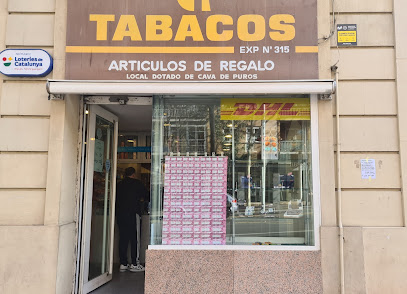 TABACOS
EXP Nº 315
ARTICULOS DE REGALO
LOCAL DOTADO DE CAVA DE PUROS
Loteries de
Catalunya
DHL